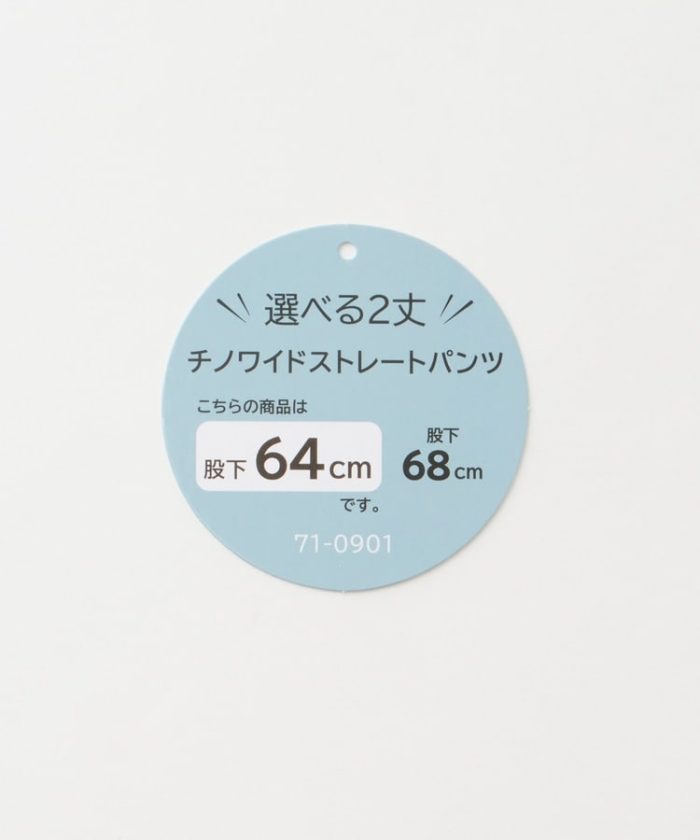 選べる2丈
チノワイドストレートパンツ
こちらの商品は
股下 64cm
股下
68cm
です。
71-0901